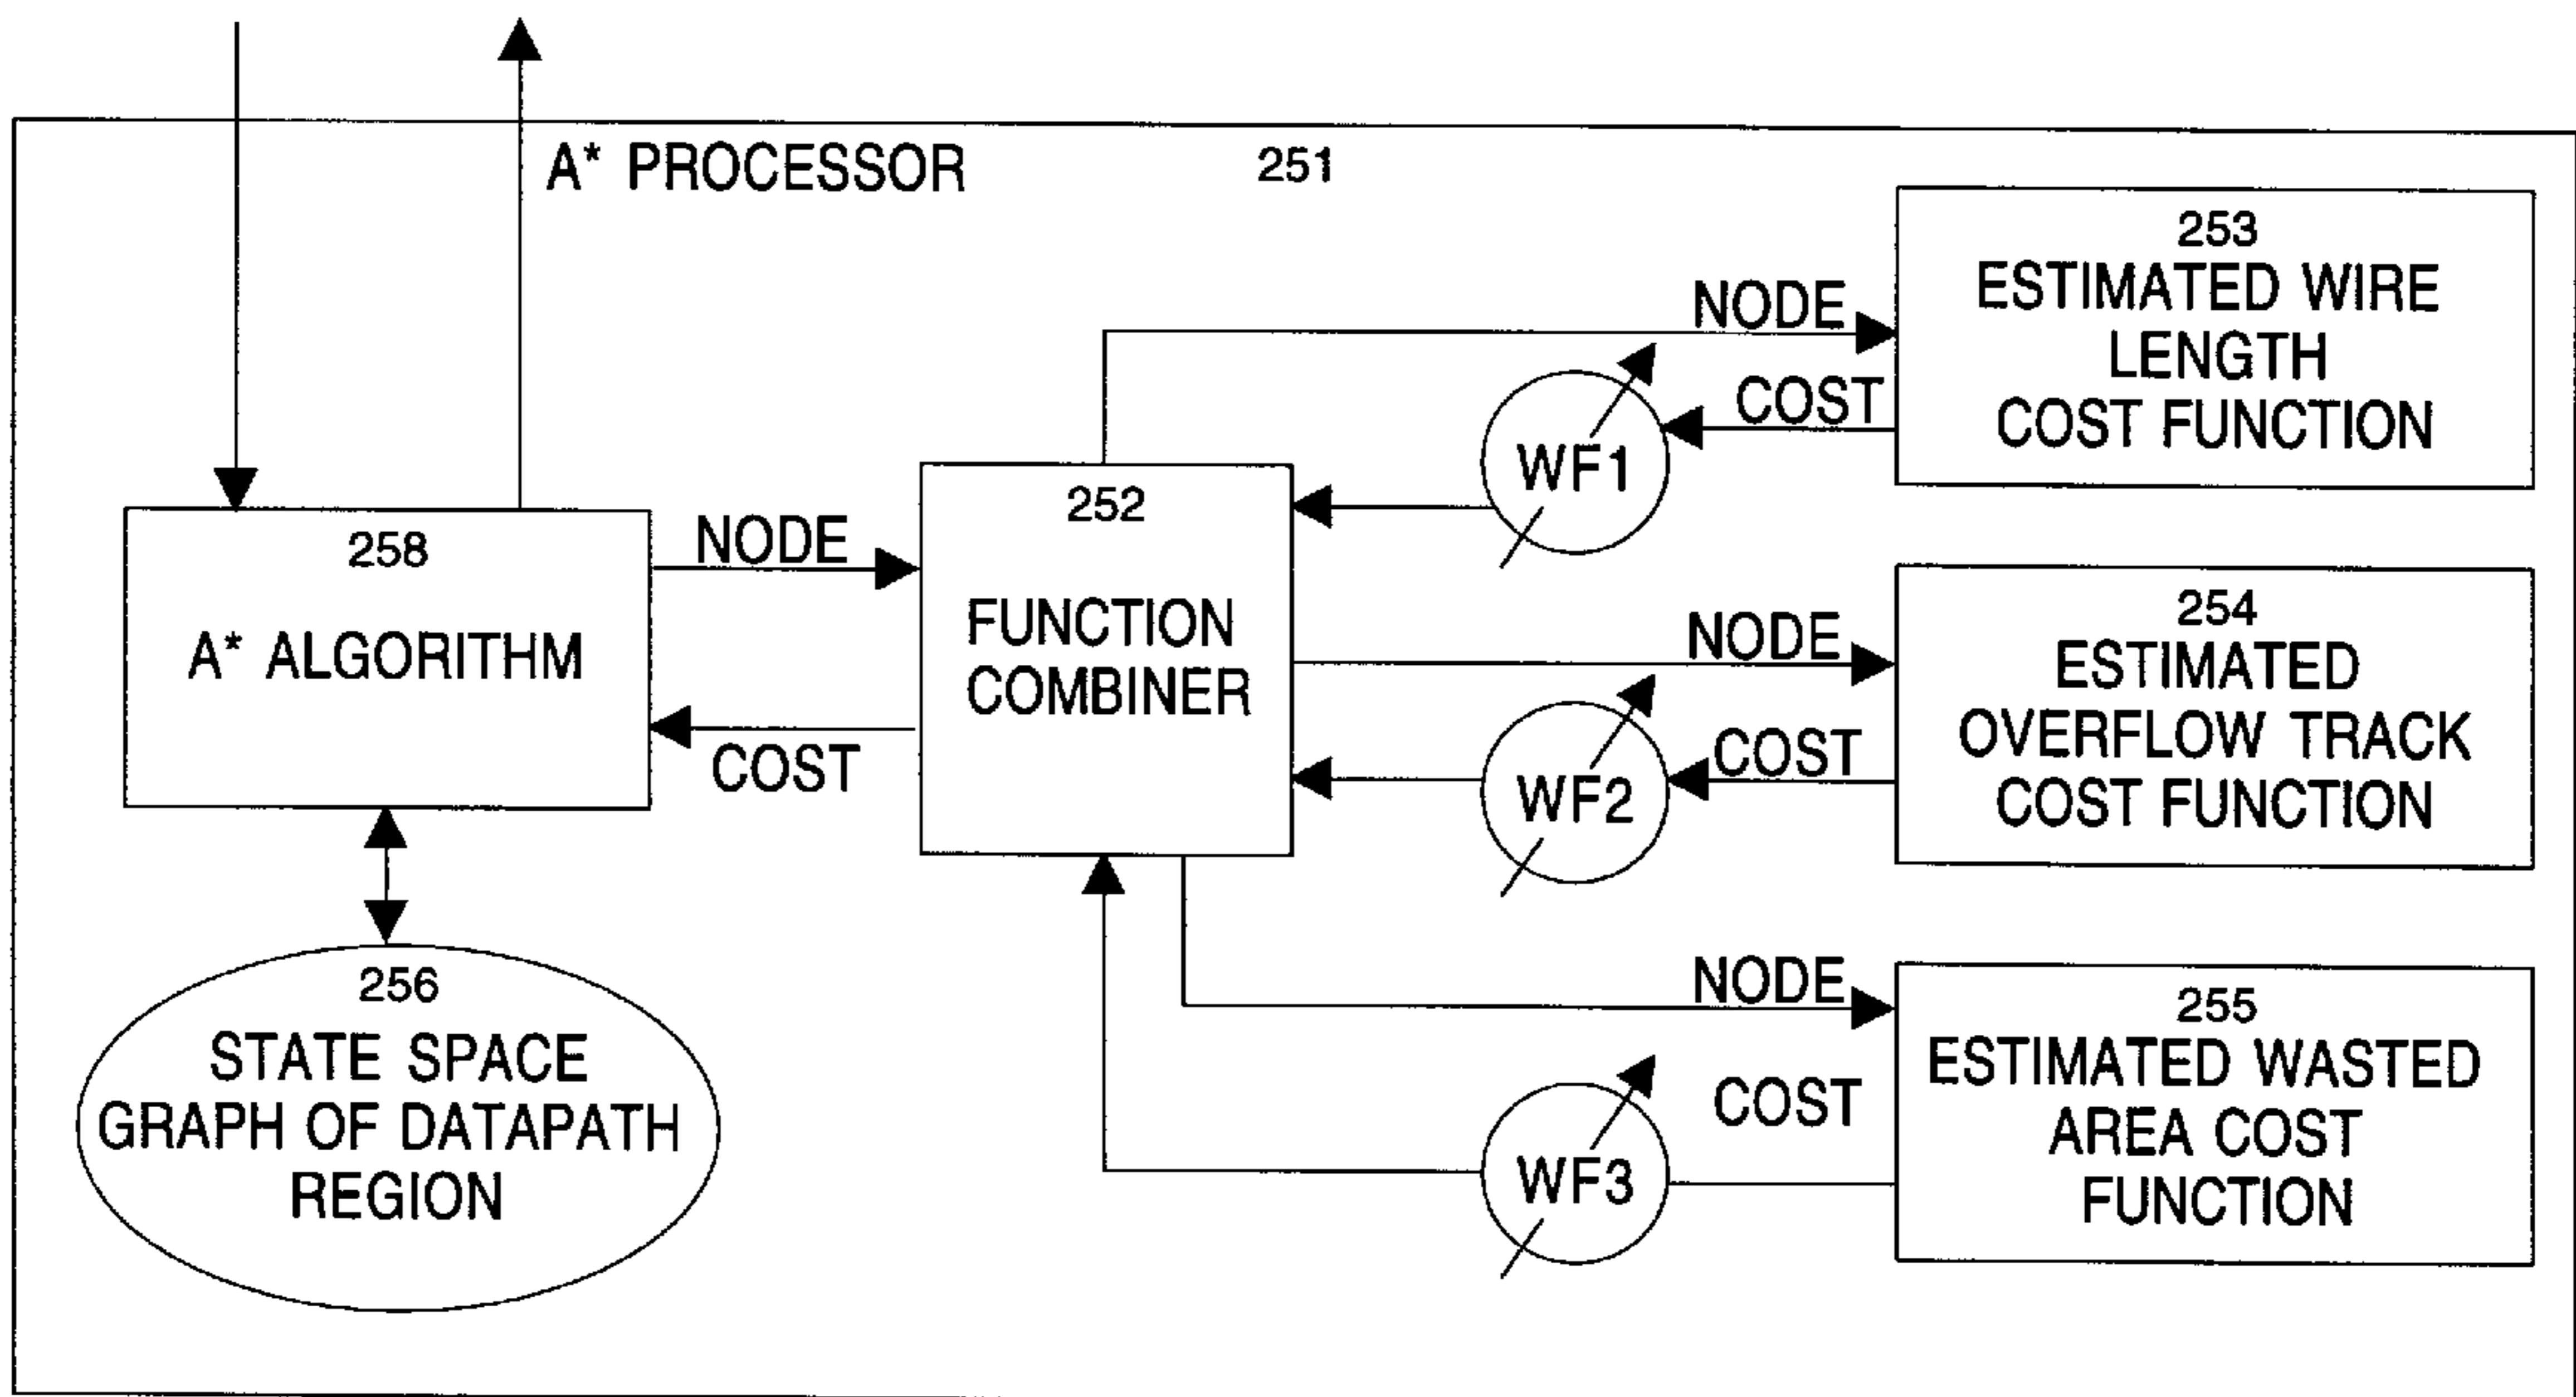 A* PROCESSOR
251
258
A* ALGORITHM
NODE
COST
256
STATE SPACE
GRAPH OF DATAPATH
REGION
252
FUNCTION
COMBINER
NODE
COST
WF1
253
ESTIMATED WIRE
LENGTH
COST FUNCTION
NODE
COST
WF2
254
ESTIMATED
OVERFLOW TRACK
COST FUNCTION
NODE
COST
WF3
255
ESTIMATED WASTED
AREA COST
FUNCTION